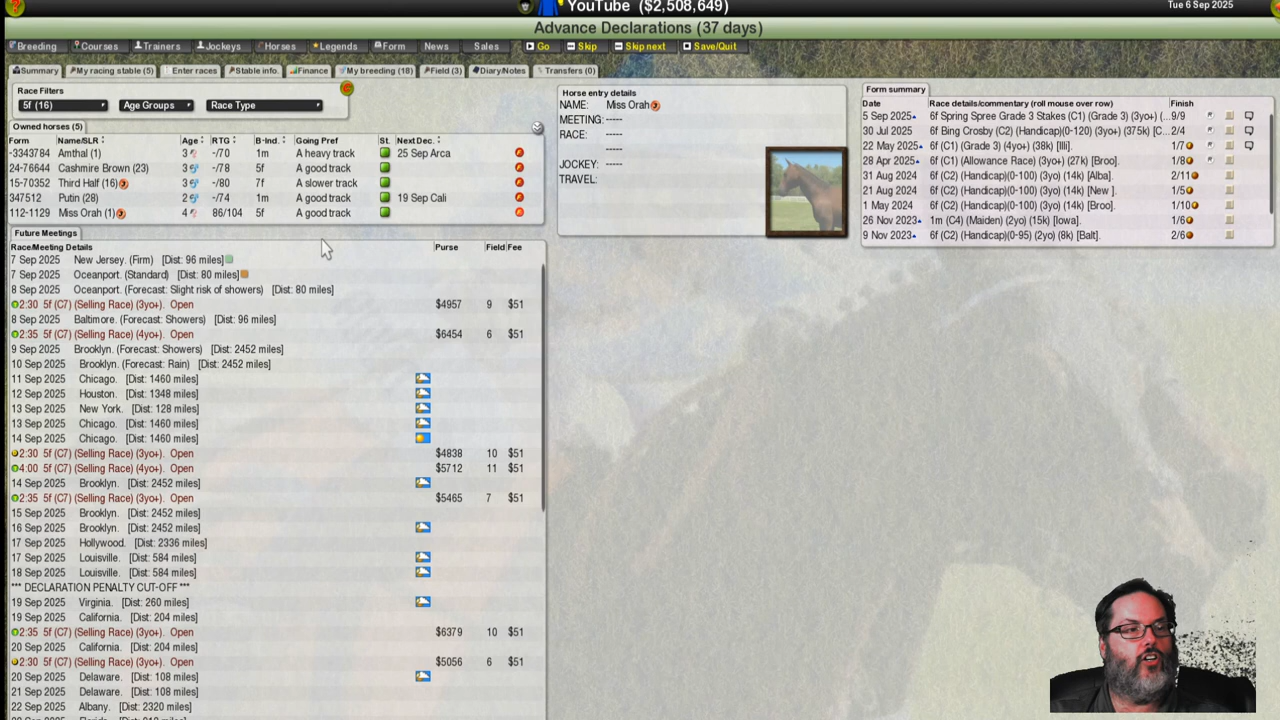 YouTube ($2,508,649)
Tue 6 Sep 2025
Advance Declarations (37 days)
Breeding Courses Trainers Jockeys Horses Legends Form News Sales Go Skip Skip next Save/Quit
Summary My racing stable (5) Enter races Stable info. Finance My breeding (18) Field (3) Diary/Notes Transfers (0)
Race Filters
5f (16) Age Groups Race Type
Owned horses (5)
Form Name/SLR Age RTG B-Ind. Going Pref St. Next Dec.
-3343784 Amthal (1) 3 -/70 1m A heavy track 25 Sep Arca
24-76644 Cashmire Brown (23) 3 -/78 5f A good track
15-70352 Third Half (16) 3 -/80 7f A slower track
347512 Putin (28) 2 -/74 1m A good track 19 Sep Cali
112-1129 Miss Orah (1) 4 86/104 5f A good track
Future Meetings
Race/Meeting Details Purse Field Fee
7 Sep 2025 New Jersey. (Firm) [Dist: 96 miles]
7 Sep 2025 Oceanport. (Standard) [Dist: 80 miles]
8 Sep 2025 Oceanport. (Forecast: Slight risk of showers) [Dist: 80 miles]
2:30 5f (C7) (Selling Race) (3yo+). Open $4957 9 $51
8 Sep 2025 Baltimore. (Forecast: Showers) [Dist: 96 miles]
2:35 5f (C7) (Selling Race) (4yo+). Open $6454 6 $51
9 Sep 2025 Brooklyn. (Forecast: Showers) [Dist: 2452 miles]
10 Sep 2025 Brooklyn. (Forecast: Rain) [Dist: 2452 miles]
11 Sep 2025 Chicago. [Dist: 1460 miles]
12 Sep 2025 Houston. [Dist: 1348 miles]
13 Sep 2025 New York. [Dist: 128 miles]
13 Sep 2025 Chicago. [Dist: 1460 miles]
14 Sep 2025 Chicago. [Dist: 1460 miles]
2:30 5f (C7) (Selling Race) (3yo+). Open $4838 10 $51
4:00 5f (C7) (Selling Race) (4yo+). Open $5712 11 $51
14 Sep 2025 Brooklyn. [Dist: 2452 miles]
2:35 5f (C7) (Selling Race) (3yo+). Open $5465 7 $51
15 Sep 2025 Brooklyn. [Dist: 2452 miles]
16 Sep 2025 Brooklyn. [Dist: 2452 miles]
17 Sep 2025 Hollywood. [Dist: 2336 miles]
17 Sep 2025 Louisville. [Dist: 584 miles]
18 Sep 2025 Louisville. [Dist: 584 miles]
*** DECLARATION PENALTY CUT-OFF ***
19 Sep 2025 Virginia. [Dist: 260 miles]
19 Sep 2025 California. [Dist: 204 miles]
2:35 5f (C7) (Selling Race) (3yo+). Open $6379 10 $51
20 Sep 2025 California. [Dist: 204 miles]
2:30 5f (C7) (Selling Race) (3yo+). Open $5056 6 $51
20 Sep 2025 Delaware. [Dist: 108 miles]
21 Sep 2025 Delaware. [Dist: 108 miles]
22 Sep 2025 Albany. [Dist: 2320 miles]
Horse entry details
NAME: Miss Orah
MEETING: -----
RACE: -----
-----
JOCKEY: -----
TRAVEL: -----
Form summary
Date Race details/commentary (roll mouse over row) Finish
5 Sep 2025 6f Spring Spree Grade 3 Stakes (C1) (Grade 3) (3yo+) (... 9/9
30 Jul 2025 6f Bing Crosby (C2) (Handicap)(0-120) (3yo+) (375k) [C... 2/4
22 May 2025 6f (C1) (Grade 3) (4yo+) (38k) [Illi]. 1/7
28 Apr 2025 6f (C1) (Allowance Race) (3yo+) (27k) [Broo]. 1/8
31 Aug 2024 6f (C2) (Handicap)(0-100) (3yo) (14k) [Alba]. 2/11
21 Aug 2024 6f (C2) (Handicap)(0-100) (3yo) (14k) [New ]. 1/5
1 May 2024 6f (C2) (Handicap)(0-100) (3yo) (14k) [Broo]. 1/10
26 Nov 2023 1m (C4) (Maiden) (2yo) (15k) [Iowa]. 1/6
9 Nov 2023 6f (C2) (Handicap)(0-95) (2yo) (8k) [Balt]. 2/6